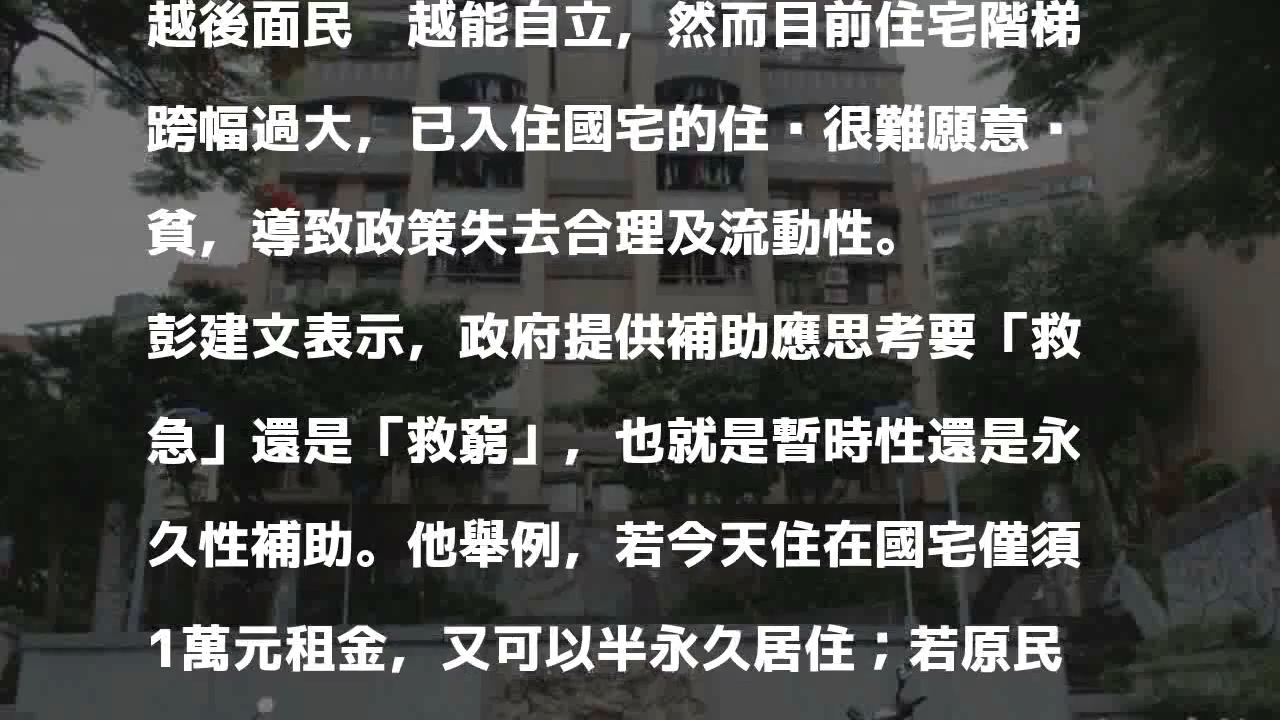 越後面民　越能自立，然而目前住宅階梯
跨幅過大，已入住國宅的住·很難願意·
貧，導致政策失去合理及流動性。
彭建文表示，政府提供補助應思考要「救
急」還是「救窮」，也就是暫時性還是永
久性補助。他舉例，若今天住在國宅僅須
1萬元租金，又可以半永久居住；若原民